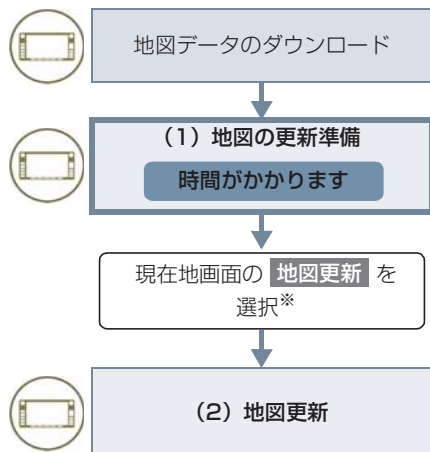 地図データのダウンロード
（1）地図の更新準備
時間がかかります
現在地画面の 地図更新 を
選択※
（2）地図更新